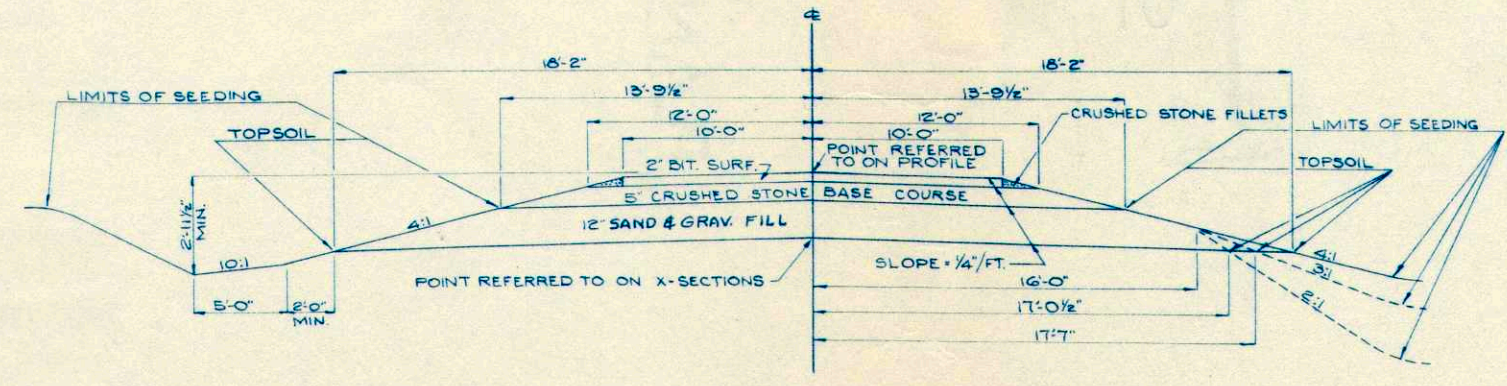 ℄
18'-2"
18'-2"
13'-9½"
13'-9½"
LIMITS OF SEEDING
12'-0"
12'-0"
CRUSHED STONE FILLETS
LIMITS OF SEEDING
TOPSOIL
10'-0"
10'-0"
POINT REFERRED
TO ON PROFILE
TOPSOIL
2" BIT. SURF.
5" CRUSHED STONE BASE COURSE
2'-11½"
MIN.
4:1
12" SAND & GRAV. FILL
10:1
SLOPE = ¼"/FT.
4:1
3:1
2:1
POINT REFERRED TO ON X-SECTIONS
16'-0"
5'-0"
2'-0"
MIN.
17'-0½"
17'-7"